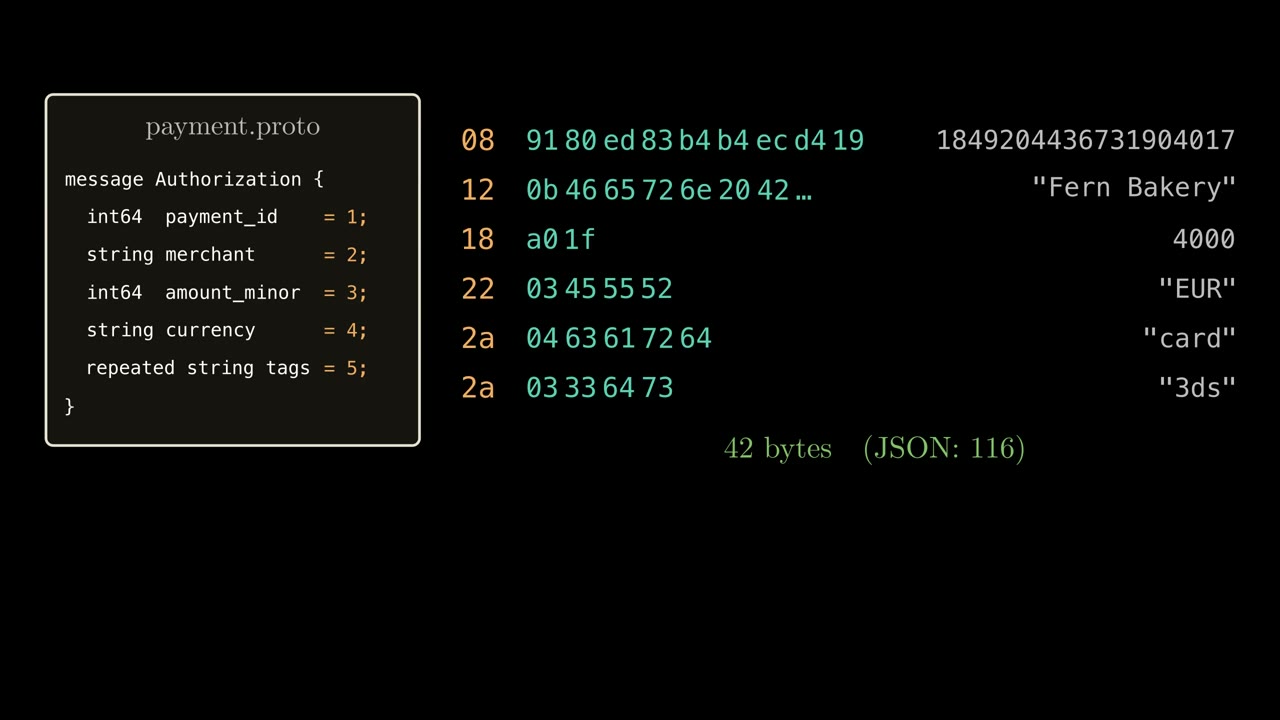 payment.proto
message Authorization {
int64 payment_id = 1;
string merchant = 2;
int64 amount_minor = 3;
string currency = 4;
repeated string tags = 5;
}
08 91 80 ed 83 b4 b4 ec d4 19 1849204436731904017
12 0b 46 65 72 6e 20 42 … "Fern Bakery"
18 a0 1f 4000
22 03 45 55 52 "EUR"
2a 04 63 61 72 64 "card"
2a 03 33 64 73 "3ds"
42 bytes (JSON: 116)